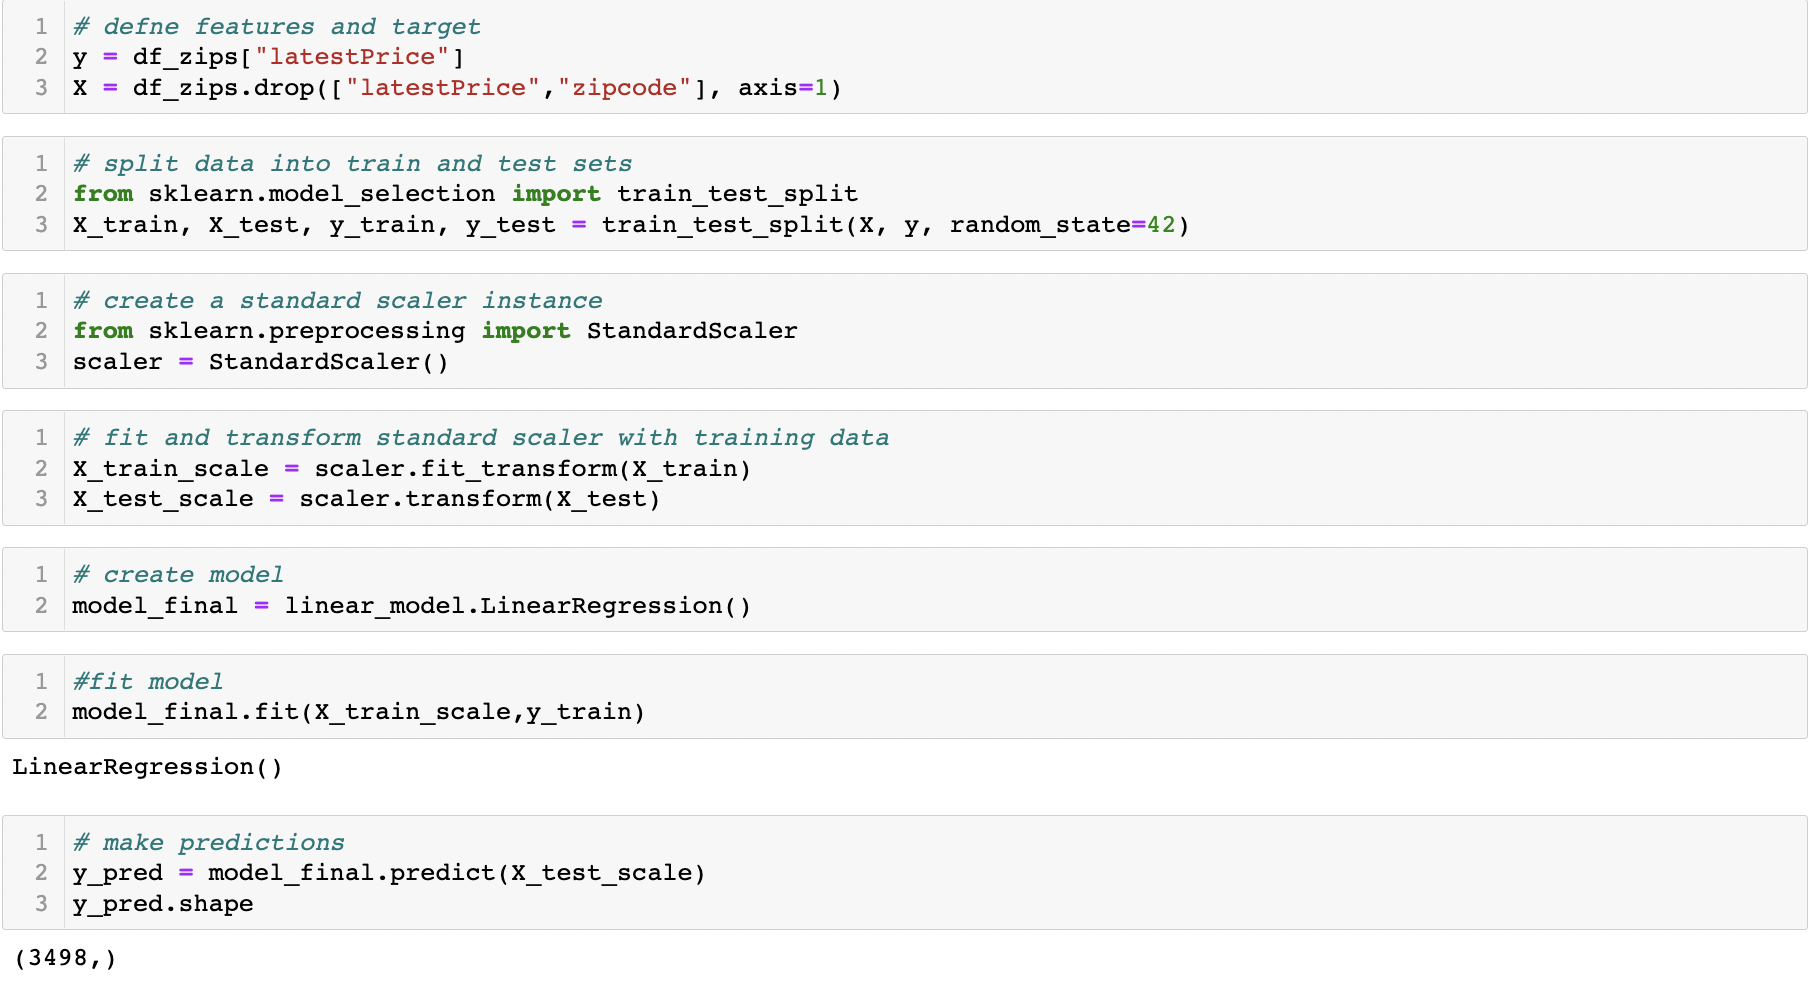 1 # defne features and target
2 y = df_zips["latestPrice"]
3 X = df_zips.drop(["latestPrice","zipcode"], axis=1)
1 # split data into train and test sets
2 from sklearn.model_selection import train_test_split
3 X_train, X_test, y_train, y_test = train_test_split(X, y, random_state=42)
1 # create a standard scaler instance
2 from sklearn.preprocessing import StandardScaler
3 scaler = StandardScaler()
1 # fit and transform standard scaler with training data
2 X_train_scale = scaler.fit_transform(X_train)
3 X_test_scale = scaler.transform(X_test)
1 # create model
2 model_final = linear_model.LinearRegression()
1 #fit model
2 model_final.fit(X_train_scale,y_train)
LinearRegression()
1 # make predictions
2 y_pred = model_final.predict(X_test_scale)
3 y_pred.shape
(3498,)